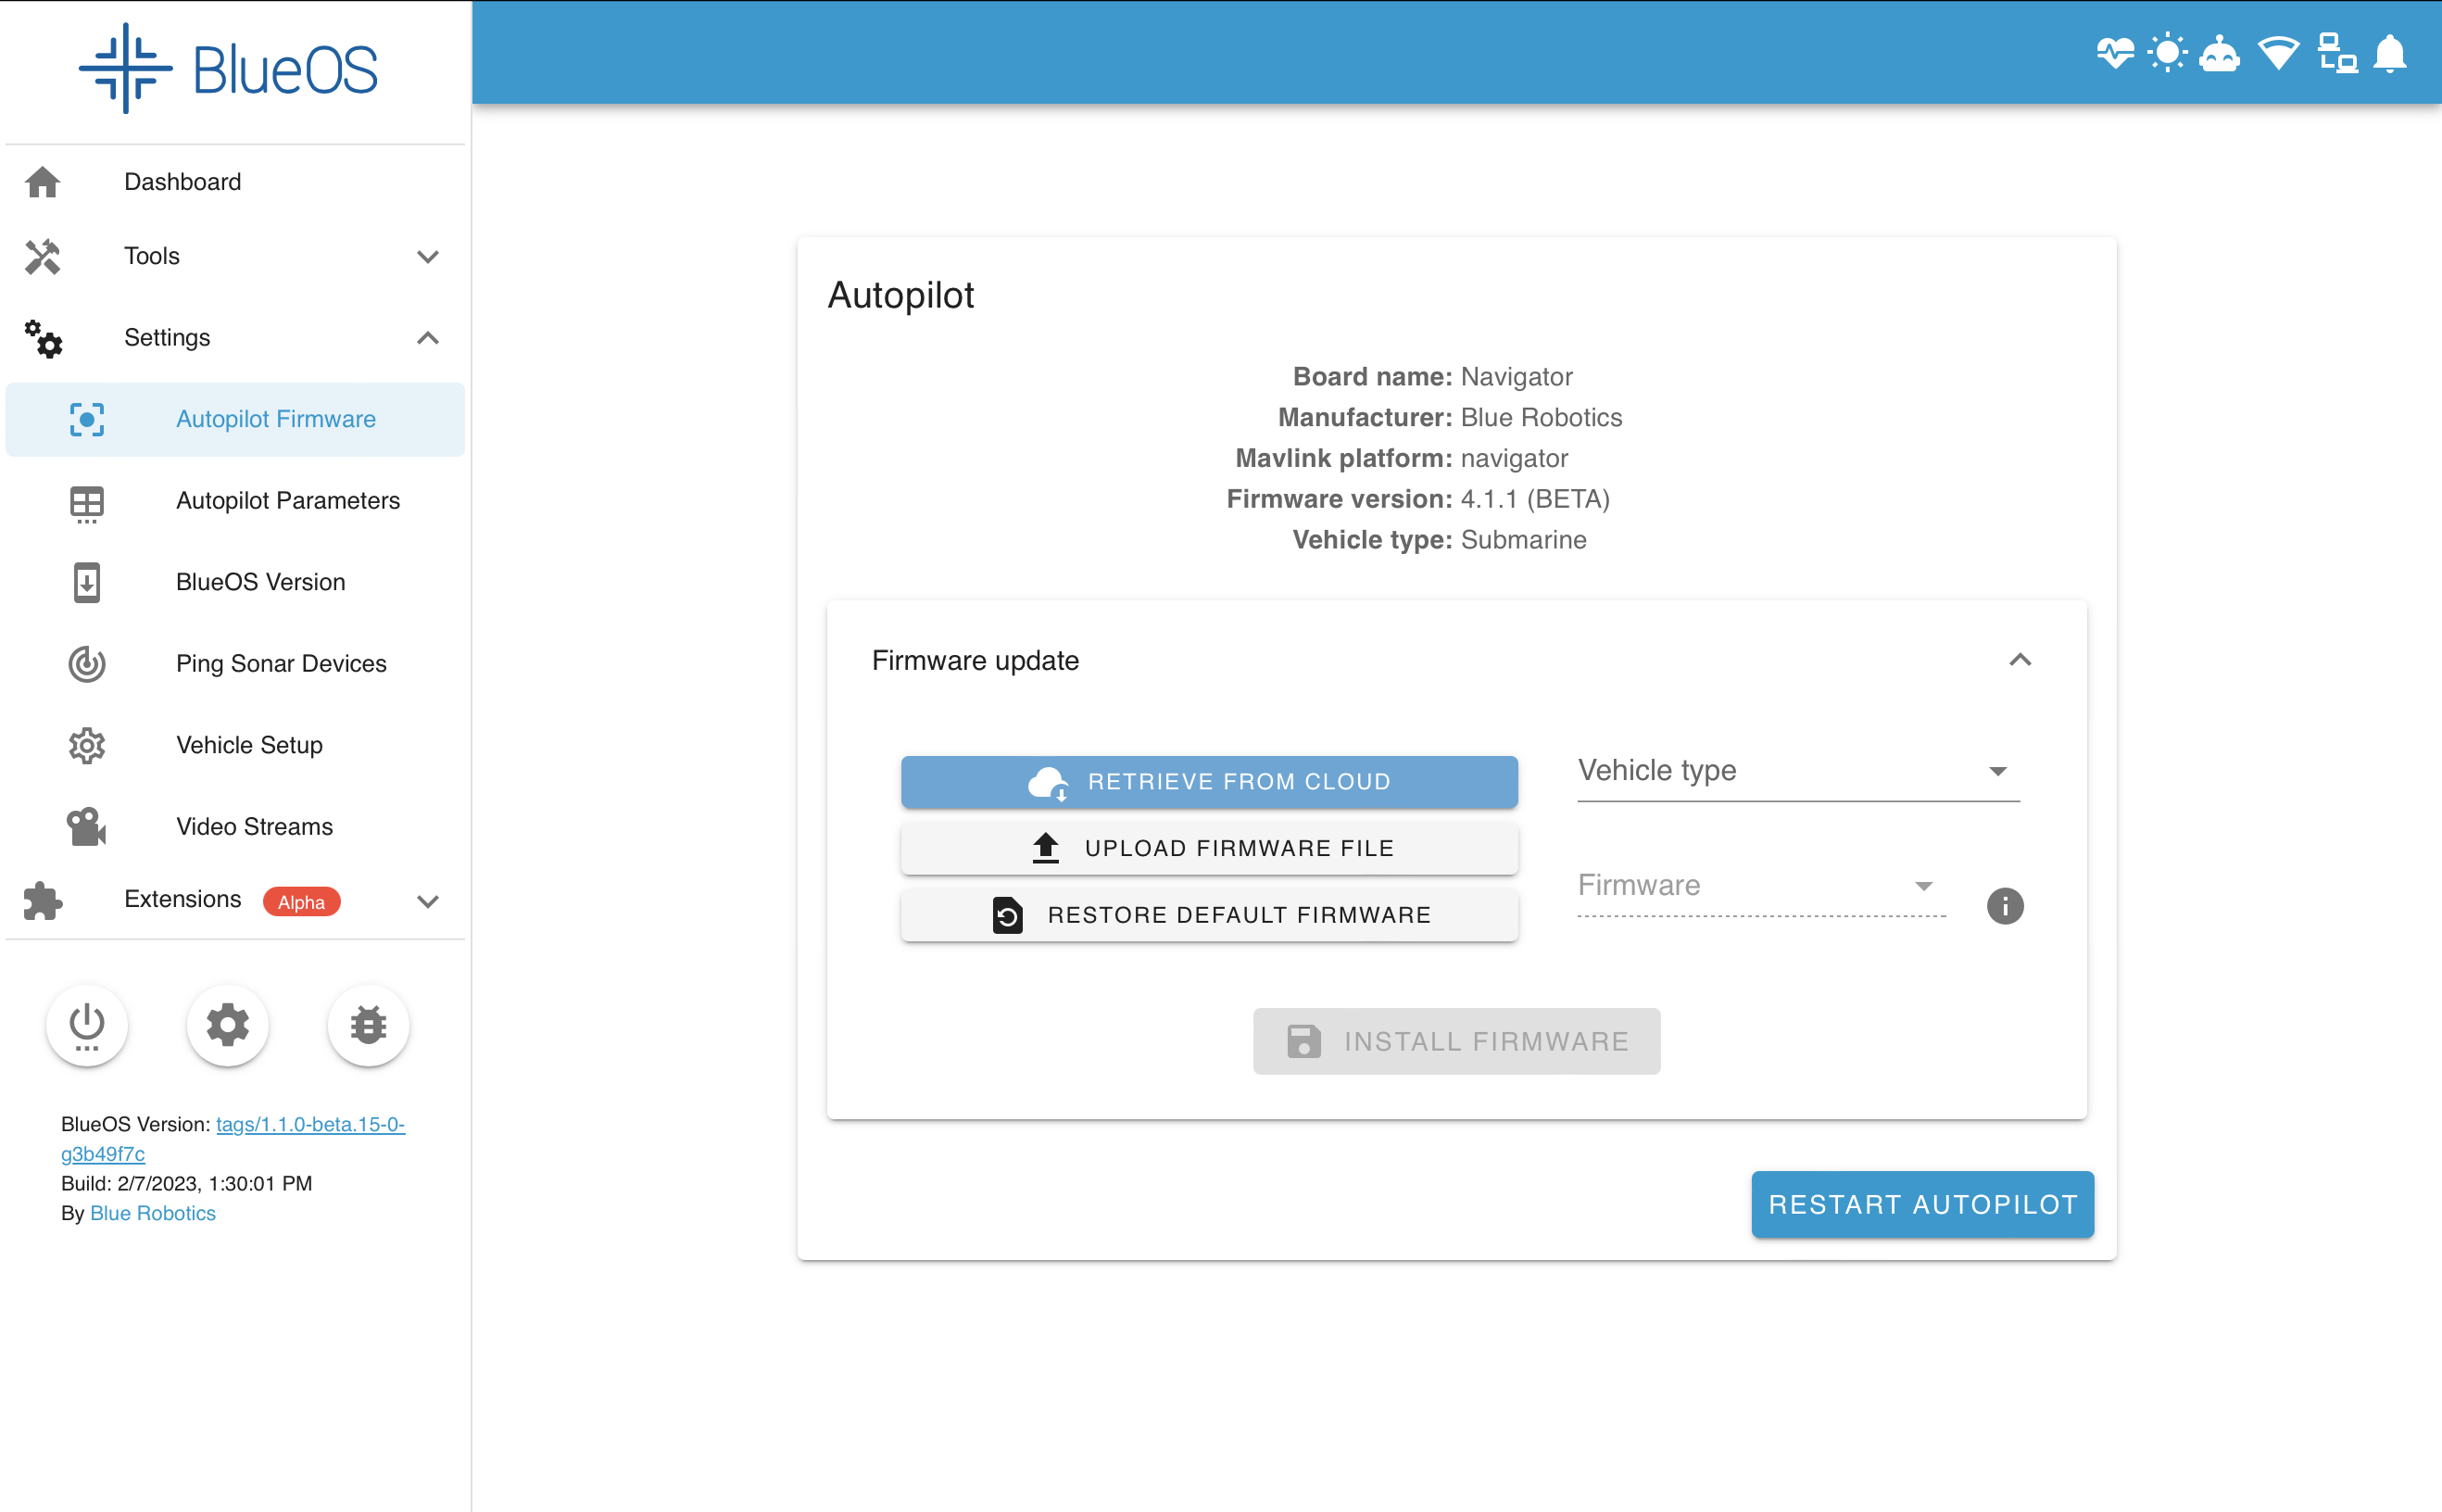 BlueOS
Dashboard
Tools
Settings
Autopilot Firmware
Autopilot Parameters
BlueOS Version
Ping Sonar Devices
Vehicle Setup
Video Streams
Extensions Alpha
BlueOS Version: tags/1.1.0-beta.15-0-
g3b49f7c
Build: 2/7/2023, 1:30:01 PM
By Blue Robotics
Autopilot
Board name: Navigator
Manufacturer: Blue Robotics
Mavlink platform: navigator
Firmware version: 4.1.1 (BETA)
Vehicle type: Submarine
Firmware update
RETRIEVE FROM CLOUD
UPLOAD FIRMWARE FILE
RESTORE DEFAULT FIRMWARE
Vehicle type
Firmware
INSTALL FIRMWARE
RESTART AUTOPILOT